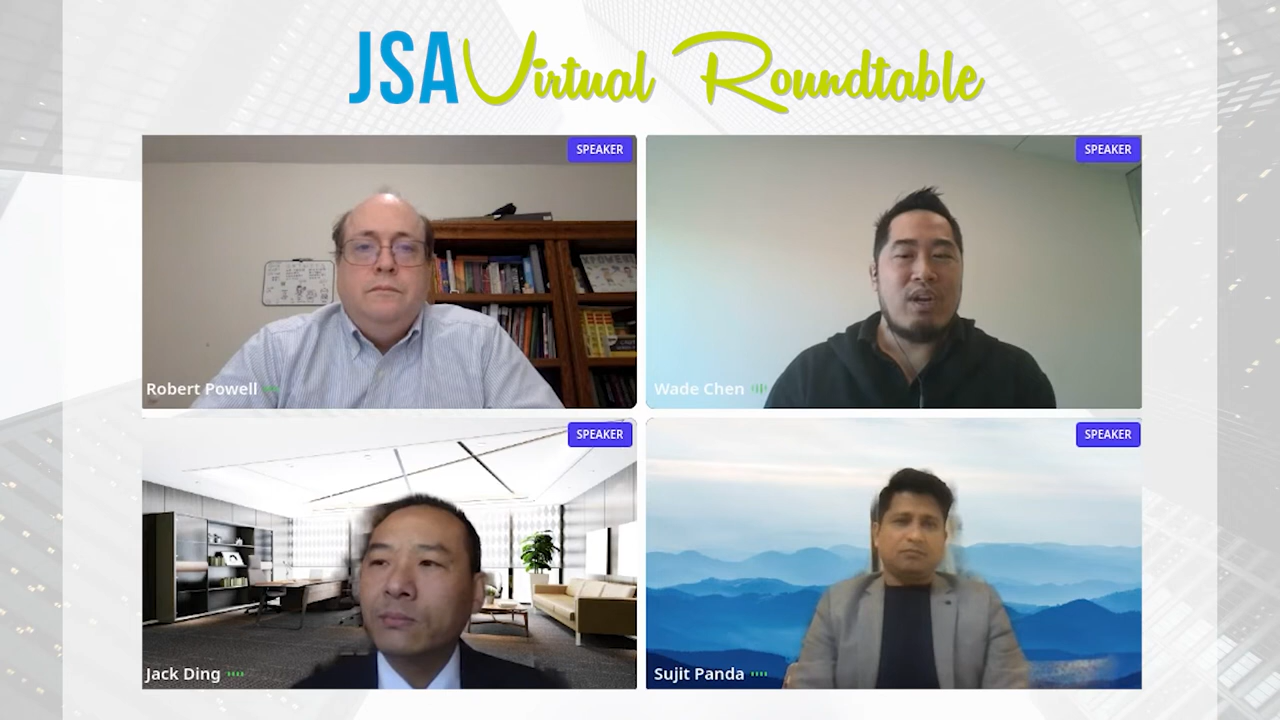 JSA Virtual Roundtable
SPEAKER
SPEAKER
Robert Powell
Wade Chen
SPEAKER
SPEAKER
Jack Ding
Sujit Panda